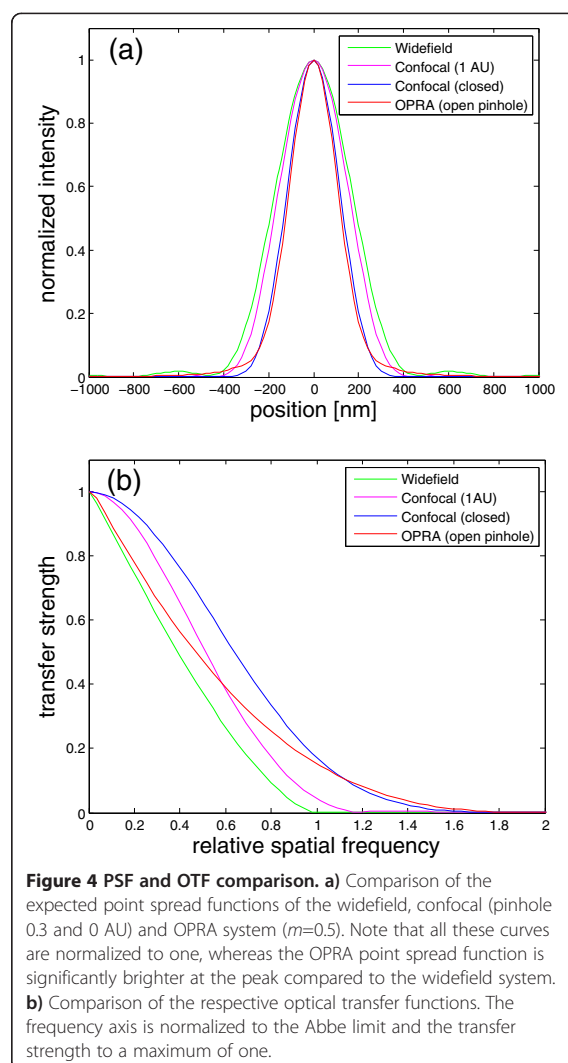 (a)
Widefield
Confocal (1 AU)
Confocal (closed)
OPRA (open pinhole)
normalized intensity
1
0.8
0.6
0.4
0.2
0
−1000 −800 −600 −400 −200 0 200 400 600 800 1000
position [nm]
(b)
Widefield
Confocal (1AU)
Confocal (closed)
OPRA (open pinhole)
transfer strength
1
0.8
0.6
0.4
0.2
0
0 0.2 0.4 0.6 0.8 1 1.2 1.4 1.6 1.8 2
relative spatial frequency
Figure 4 PSF and OTF comparison. a) Comparison of the
expected point spread functions of the widefield, confocal (pinhole
0.3 and 0 AU) and OPRA system (m=0.5). Note that all these curves
are normalized to one, whereas the OPRA point spread function is
significantly brighter at the peak compared to the widefield system.
b) Comparison of the respective optical transfer functions. The
frequency axis is normalized to the Abbe limit and the transfer
strength to a maximum of one.